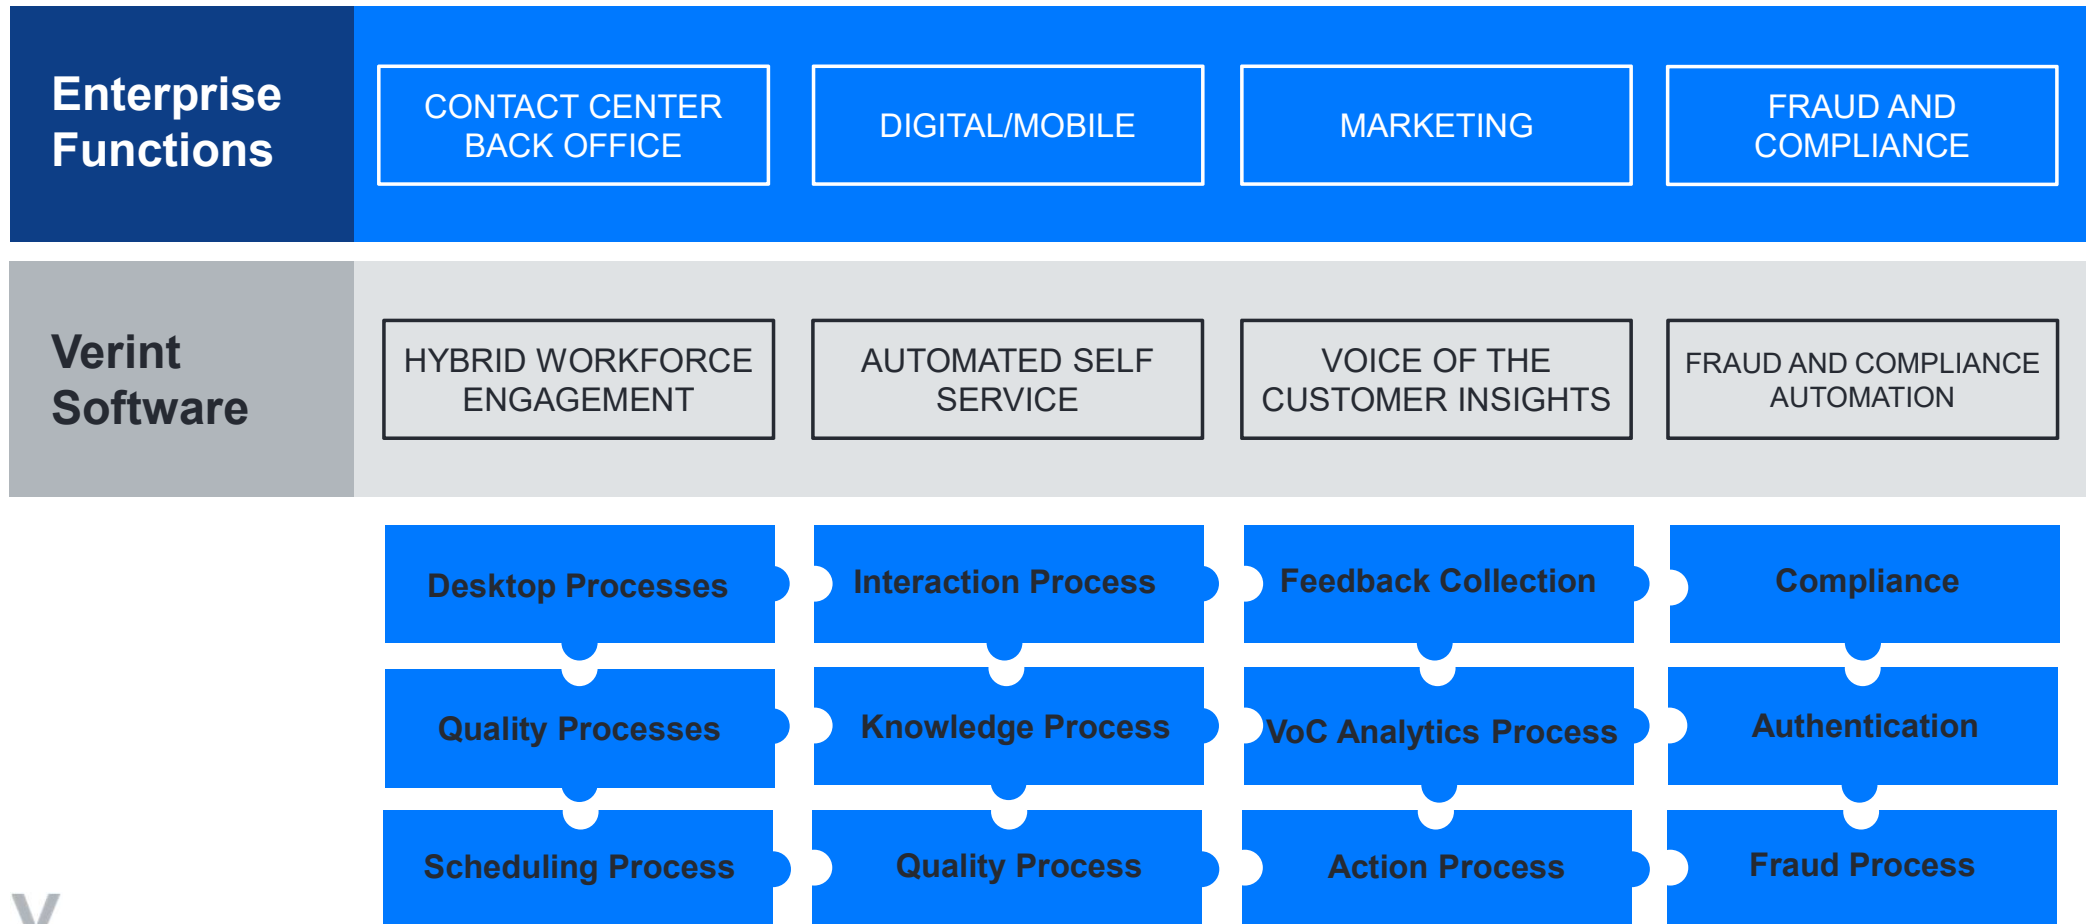 Enterprise
Functions
CONTACT CENTER
BACK OFFICE
DIGITAL/MOBILE
MARKETING
FRAUD AND
COMPLIANCE
Verint
Software
HYBRID WORKFORCE
ENGAGEMENT
AUTOMATED SELF
SERVICE
VOICE OF THE
CUSTOMER INSIGHTS
FRAUD AND COMPLIANCE
AUTOMATION
Desktop Processes
Interaction Process
Feedback Collection
Compliance
Quality Processes
Knowledge Process
VoC Analytics Process
Authentication
Scheduling Process
Quality Process
Action Process
Fraud Process